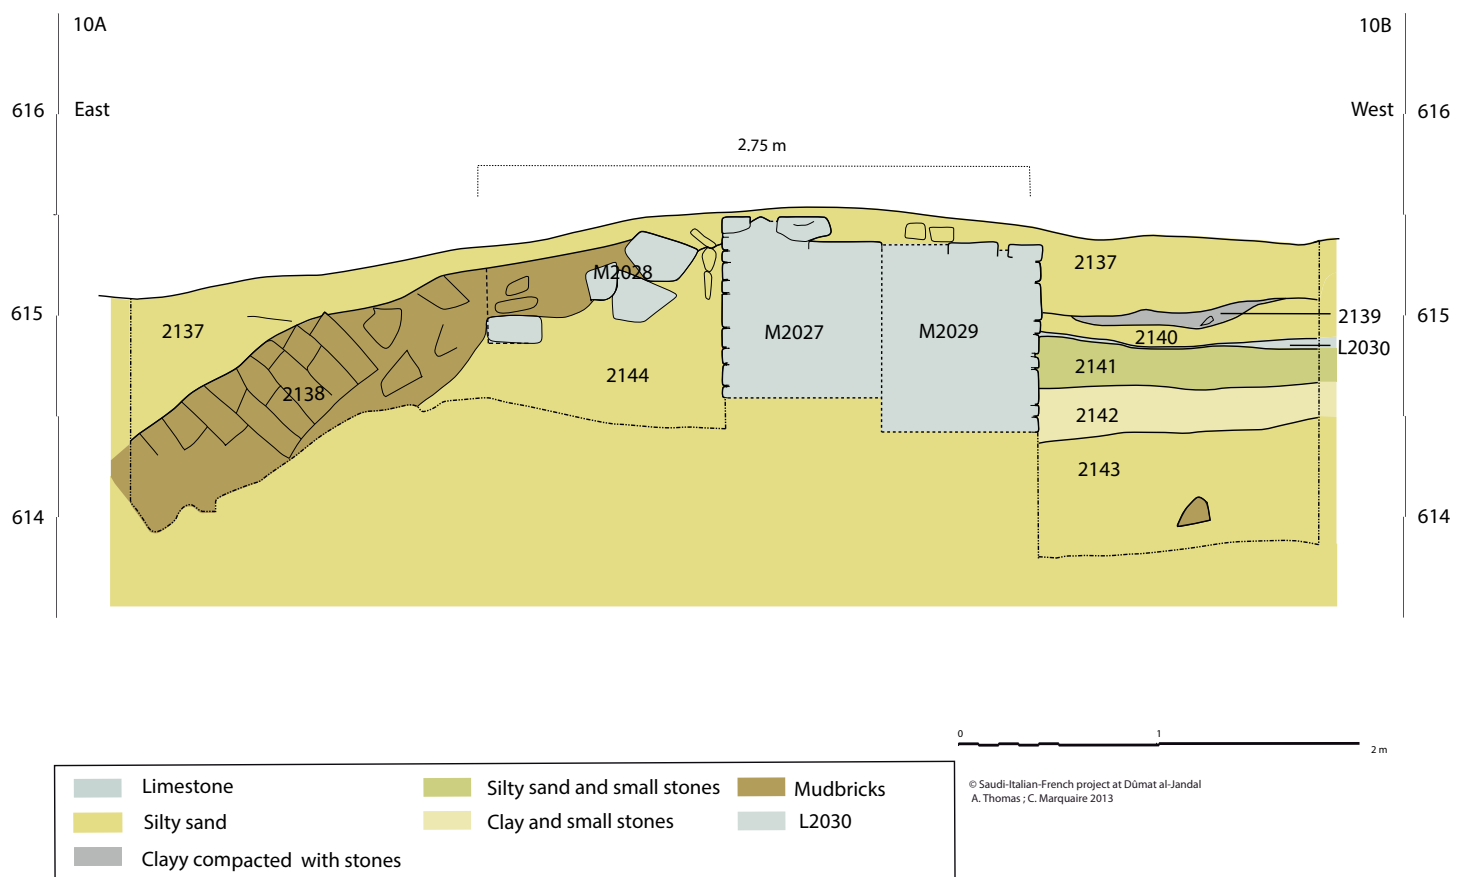 10A
10B
616
East
West
616
2.75 m
M2028
2137
2137
615
615
2139
2140
L2030
2141
2144
M2027
M2029
2138
2142
2143
614
614
0
1
2 m
Limestone
Silty sand
Clayy compacted with stones
Silty sand and small stones
Clay and small stones
Mudbricks
L2030
© Saudi-Italian-French project at Dûmat al-Jandal
A. Thomas ; C. Marquaire 2013